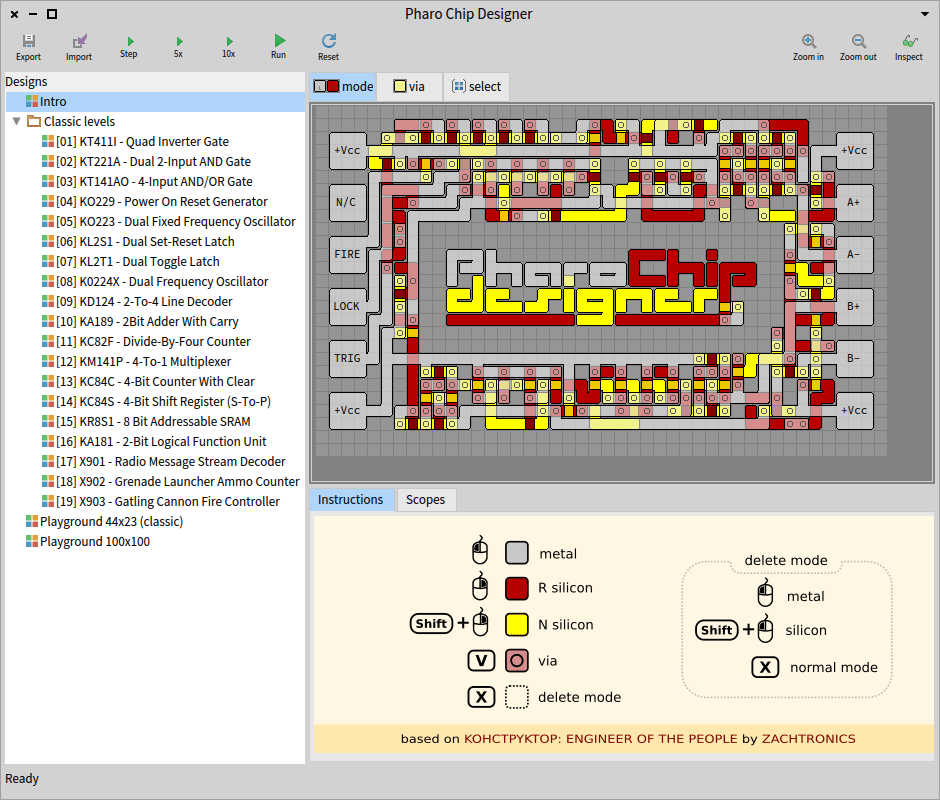 Pharo Chip Designer
Export Import Step 5x 10x Run Reset Zoom in Zoom out Inspect
Designs
Intro
Classic levels
[01] KT411I - Quad Inverter Gate
[02] KT221A - Dual 2-Input AND Gate
[03] KT141AO - 4-Input AND/OR Gate
[04] KO229 - Power On Reset Generator
[05] KO223 - Dual Fixed Frequency Oscillator
[06] KL2S1 - Dual Set-Reset Latch
[07] KL2T1 - Dual Toggle Latch
[08] K0224X - Dual Frequency Oscillator
[09] KD124 - 2-To-4 Line Decoder
[10] KA189 - 2Bit Adder With Carry
[11] KC82F - Divide-By-Four Counter
[12] KM141P - 4-To-1 Multiplexer
[13] KC84C - 4-Bit Counter With Clear
[14] KC84S - 4-Bit Shift Register (S-To-P)
[15] KR8S1 - 8 Bit Addressable SRAM
[16] KA181 - 2-Bit Logical Function Unit
[17] X901 - Radio Message Stream Decoder
[18] X902 - Grenade Launcher Ammo Counter
[19] X903 - Gatling Cannon Fire Controller
Playground 44x23 (classic)
Playground 100x100
mode via select
+Vcc +Vcc
N/C A+
FIRE A-
LOCK B+
TRIG B-
+Vcc +Vcc
Pharo Chip
designer
Instructions Scopes
metal
R silicon
Shift + N silicon
V via
X delete mode
delete mode
metal
Shift + silicon
X normal mode
based on КОНСТРУКТОР: ENGINEER OF THE PEOPLE by ZACHTRONICS
Ready